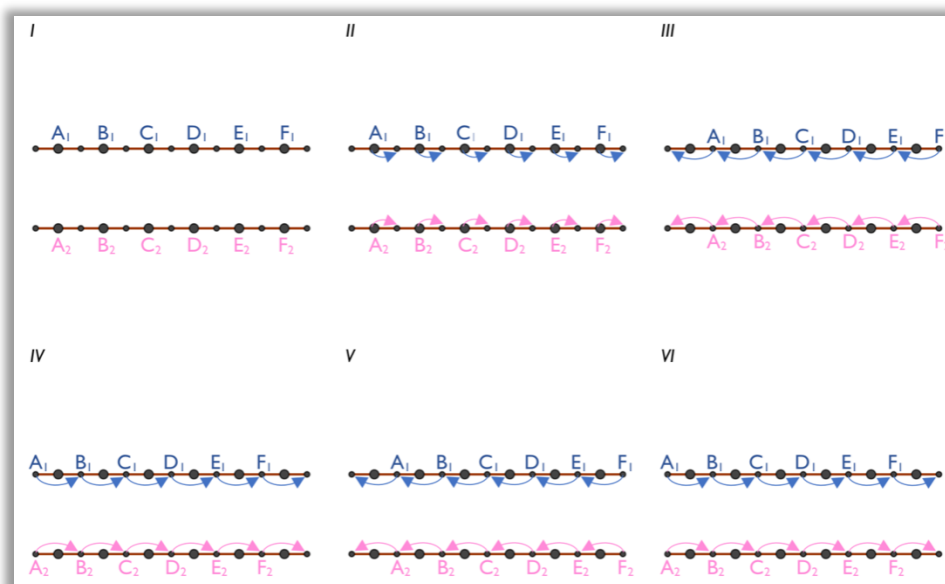 I II III
A₁ B₁ C₁ D₁ E₁ F₁ A₁ B₁ C₁ D₁ E₁ F₁ A₁ B₁ C₁ D₁ E₁ F
A₂ B₂ C₂ D₂ E₂ F₂ A₂ B₂ C₂ D₂ E₂ F₂ A₂ B₂ C₂ D₂ E₂ F₂
IV V VI
A₁ B₁ C₁ D₁ E₁ F₁ A₁ B₁ C₁ D₁ E₁ F₁ A₁ B₁ C₁ D₁ E₁ F₁
A₂ B₂ C₂ D₂ E₂ F₂ A₂ B₂ C₂ D₂ E₂ F₂ A₂ B₂ C₂ D₂ E₂ F₂